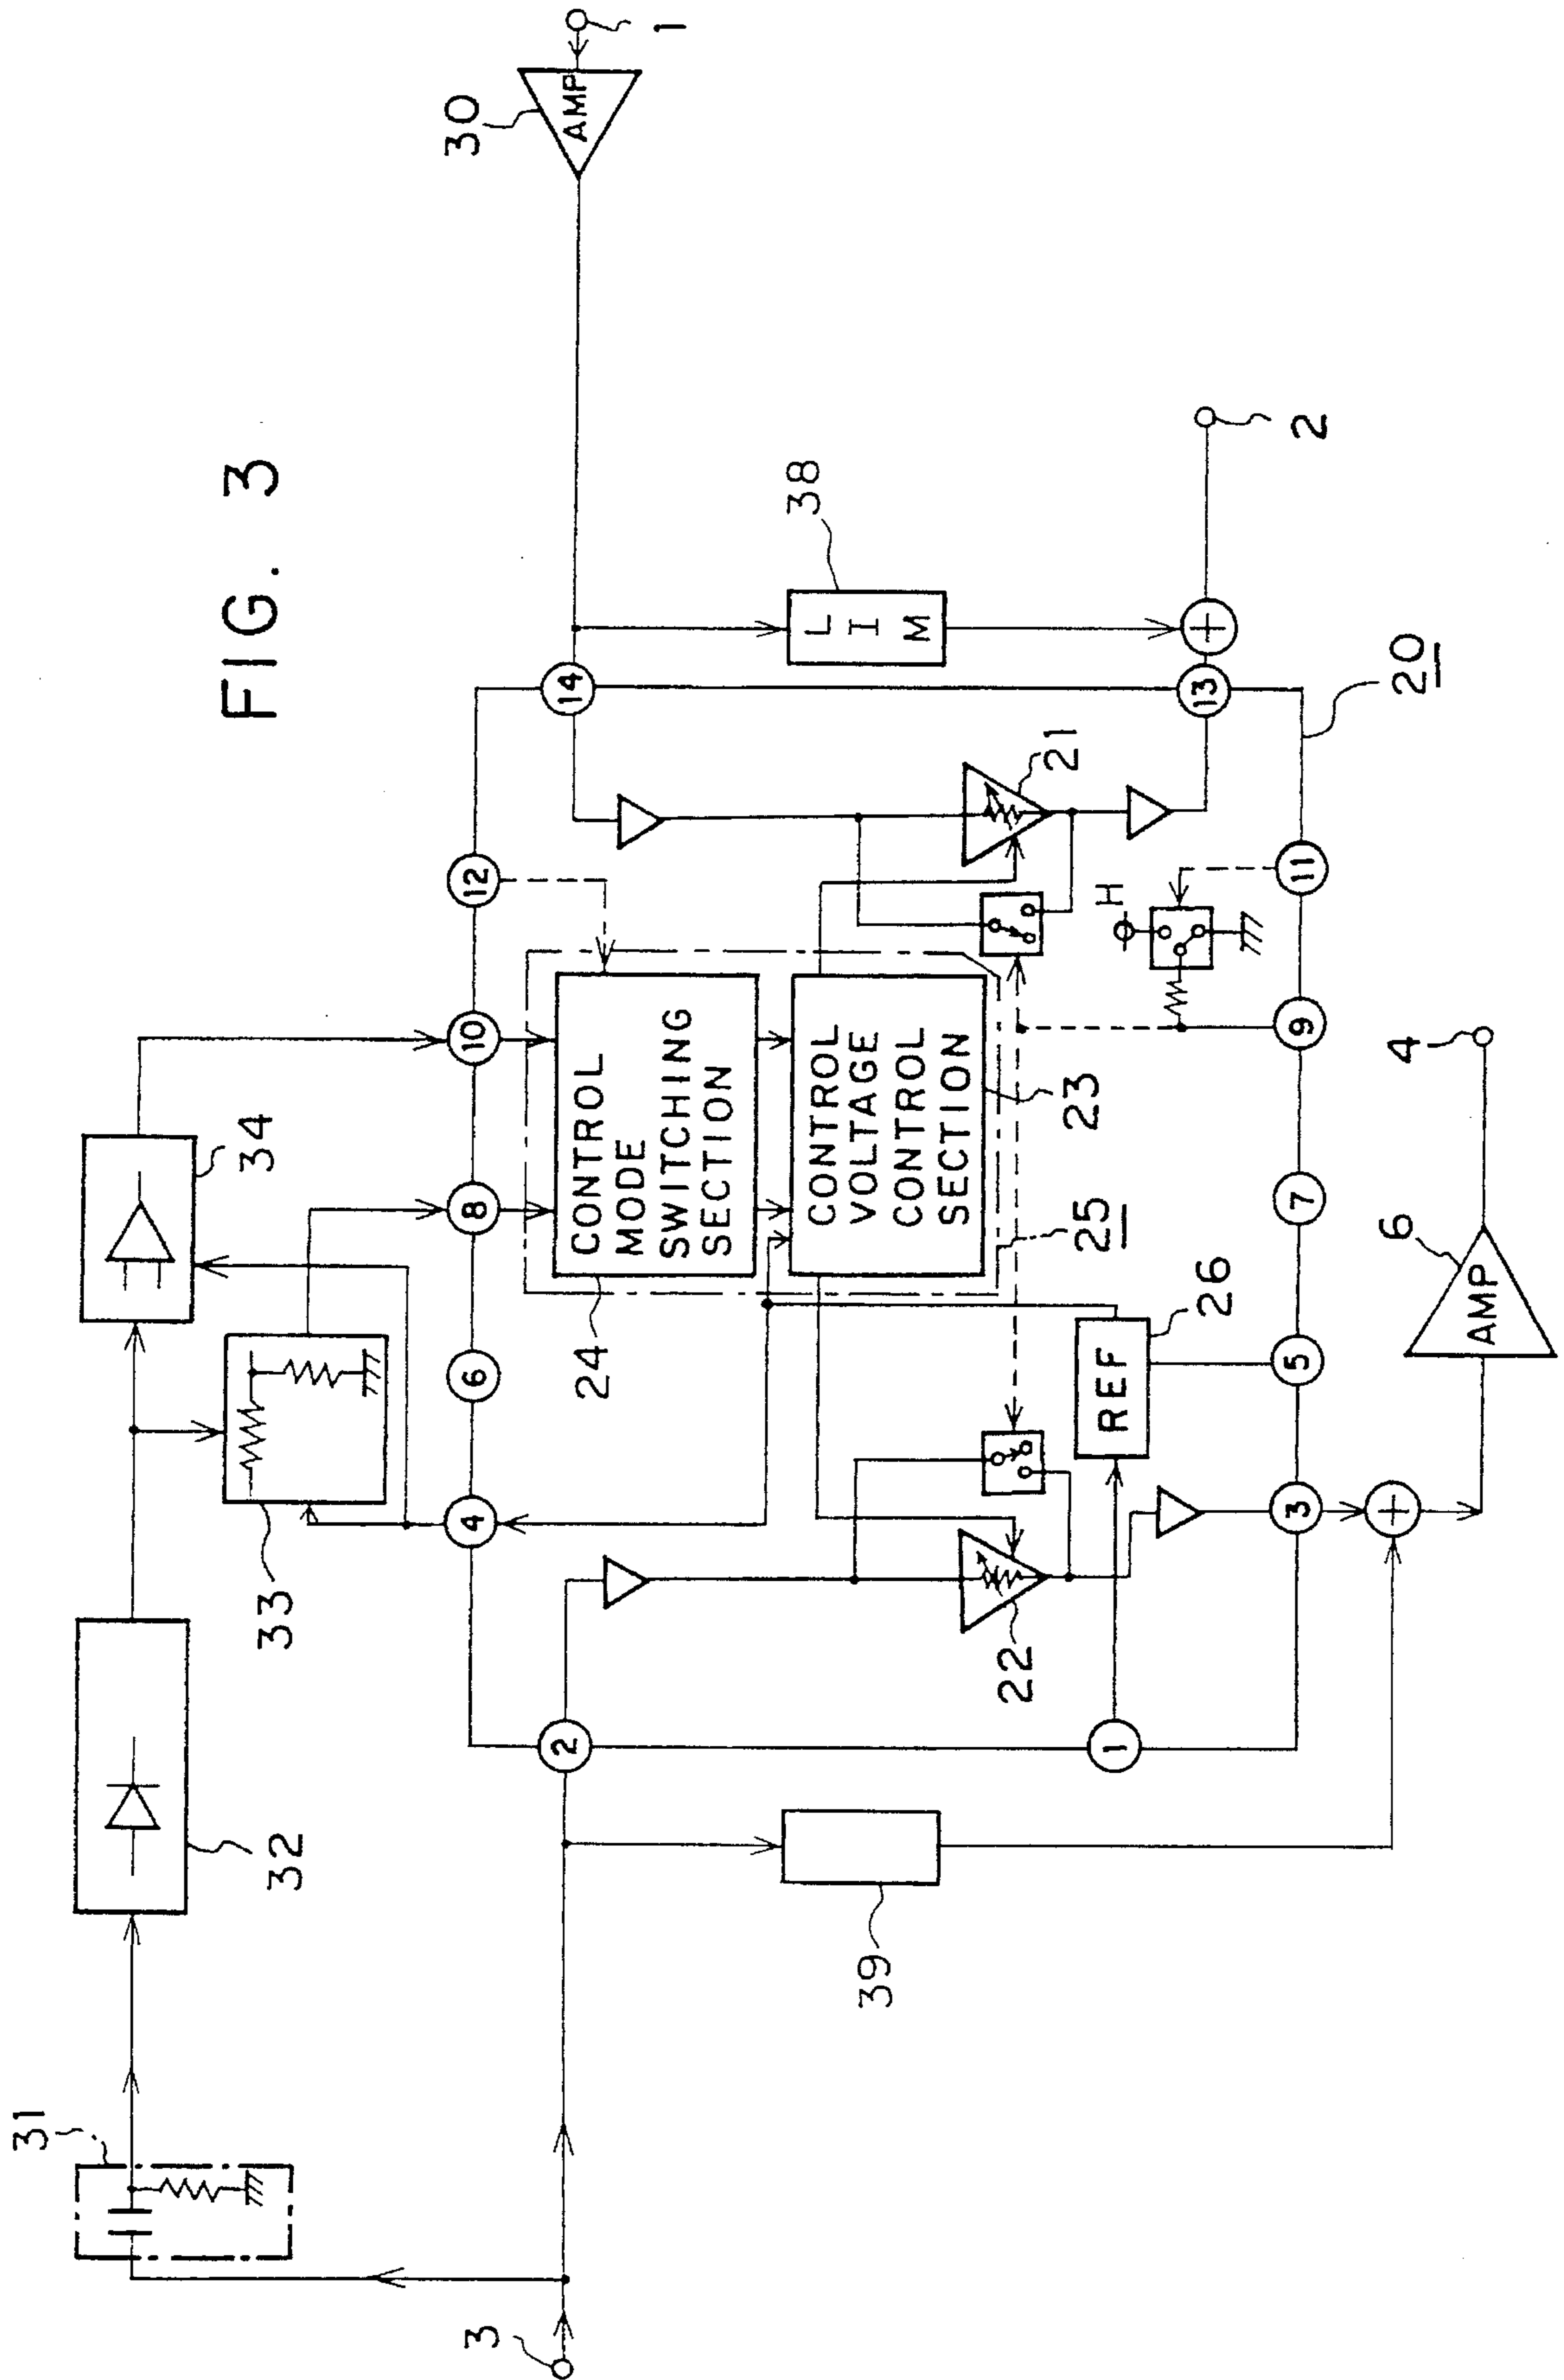 FIG. 3
31
32
33
34
30
AMP
1
3
2
4
6
8
10
12
14
CONTROL
MODE
SWITCHING
SECTION
24
CONTROL
VOLTAGE
CONTROL
SECTION
23
25
21
22
REF
26
H
LIM
38
2
39
1
3
5
7
9
11
13
20
AMP
6
4